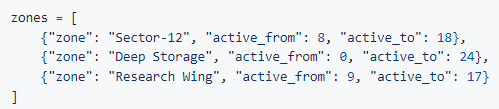 zones = [
    {"zone": "Sector-12", "active_from": 8, "active_to": 18},
    {"zone": "Deep Storage", "active_from": 0, "active_to": 24},
    {"zone": "Research Wing", "active_from": 9, "active_to": 17}
]